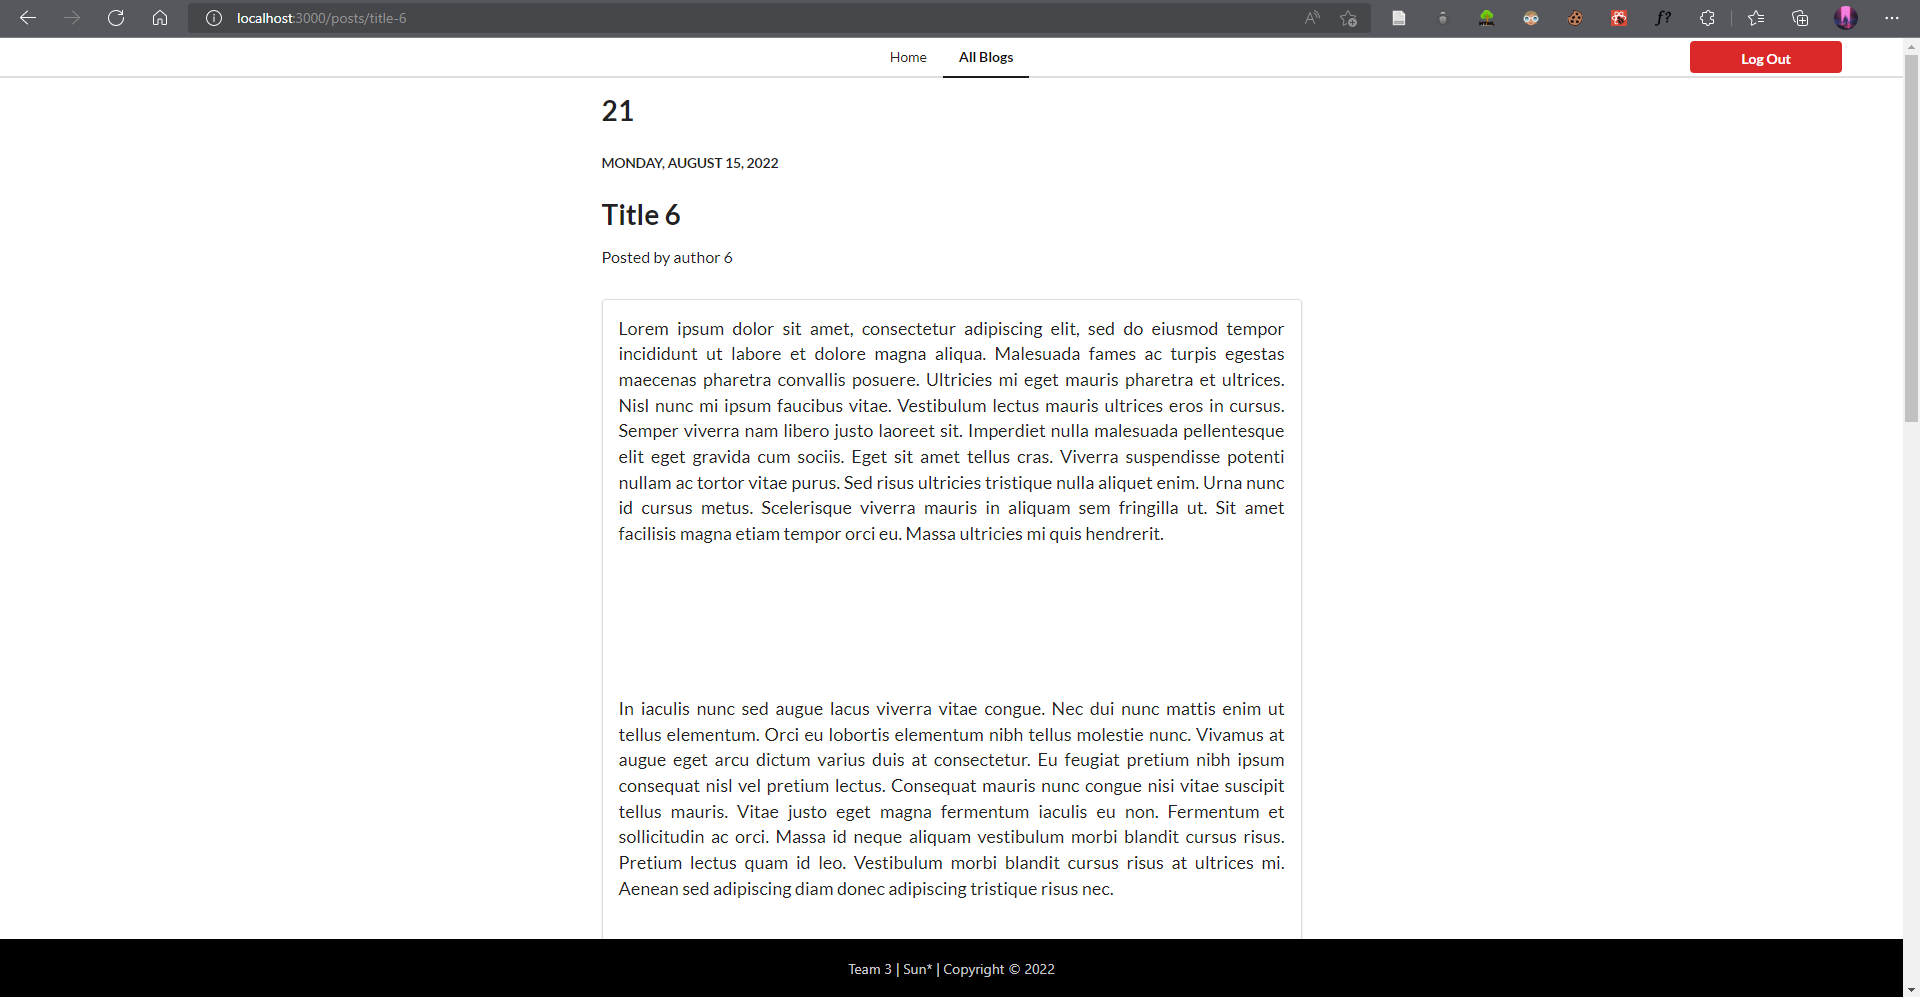 localhost:3000/posts/title-6
Home
All Blogs
Log Out
21
MONDAY, AUGUST 15, 2022
Title 6
Posted by author 6
Lorem ipsum dolor sit amet, consectetur adipiscing elit, sed do eiusmod tempor
incididunt ut labore et dolore magna aliqua. Malesuada fames ac turpis egestas
maecenas pharetra convallis posuere. Ultricies mi eget mauris pharetra et ultrices.
Nisl nunc mi ipsum faucibus vitae. Vestibulum lectus mauris ultrices eros in cursus.
Semper viverra nam libero justo laoreet sit. Imperdiet nulla malesuada pellentesque
elit eget gravida cum sociis. Eget sit amet tellus cras. Viverra suspendisse potenti
nullam ac tortor vitae purus. Sed risus ultricies tristique nulla aliquet enim. Urna nunc
id cursus metus. Scelerisque viverra mauris in aliquam sem fringilla ut. Sit amet
facilisis magna etiam tempor orci eu. Massa ultricies mi quis hendrerit.
In iaculis nunc sed augue lacus viverra vitae congue. Nec dui nunc mattis enim ut
tellus elementum. Orci eu lobortis elementum nibh tellus molestie nunc. Vivamus at
augue eget arcu dictum varius duis at consectetur. Eu feugiat pretium nibh ipsum
consequat nisl vel pretium lectus. Consequat mauris nunc congue nisi vitae suscipit
tellus mauris. Vitae justo eget magna fermentum iaculis eu non. Fermentum et
sollicitudin ac orci. Massa id neque aliquam vestibulum morbi blandit cursus risus.
Pretium lectus quam id leo. Vestibulum morbi blandit cursus risus at ultrices mi.
Aenean sed adipiscing diam donec adipiscing tristique risus nec.
Team 3 | Sun* | Copyright © 2022